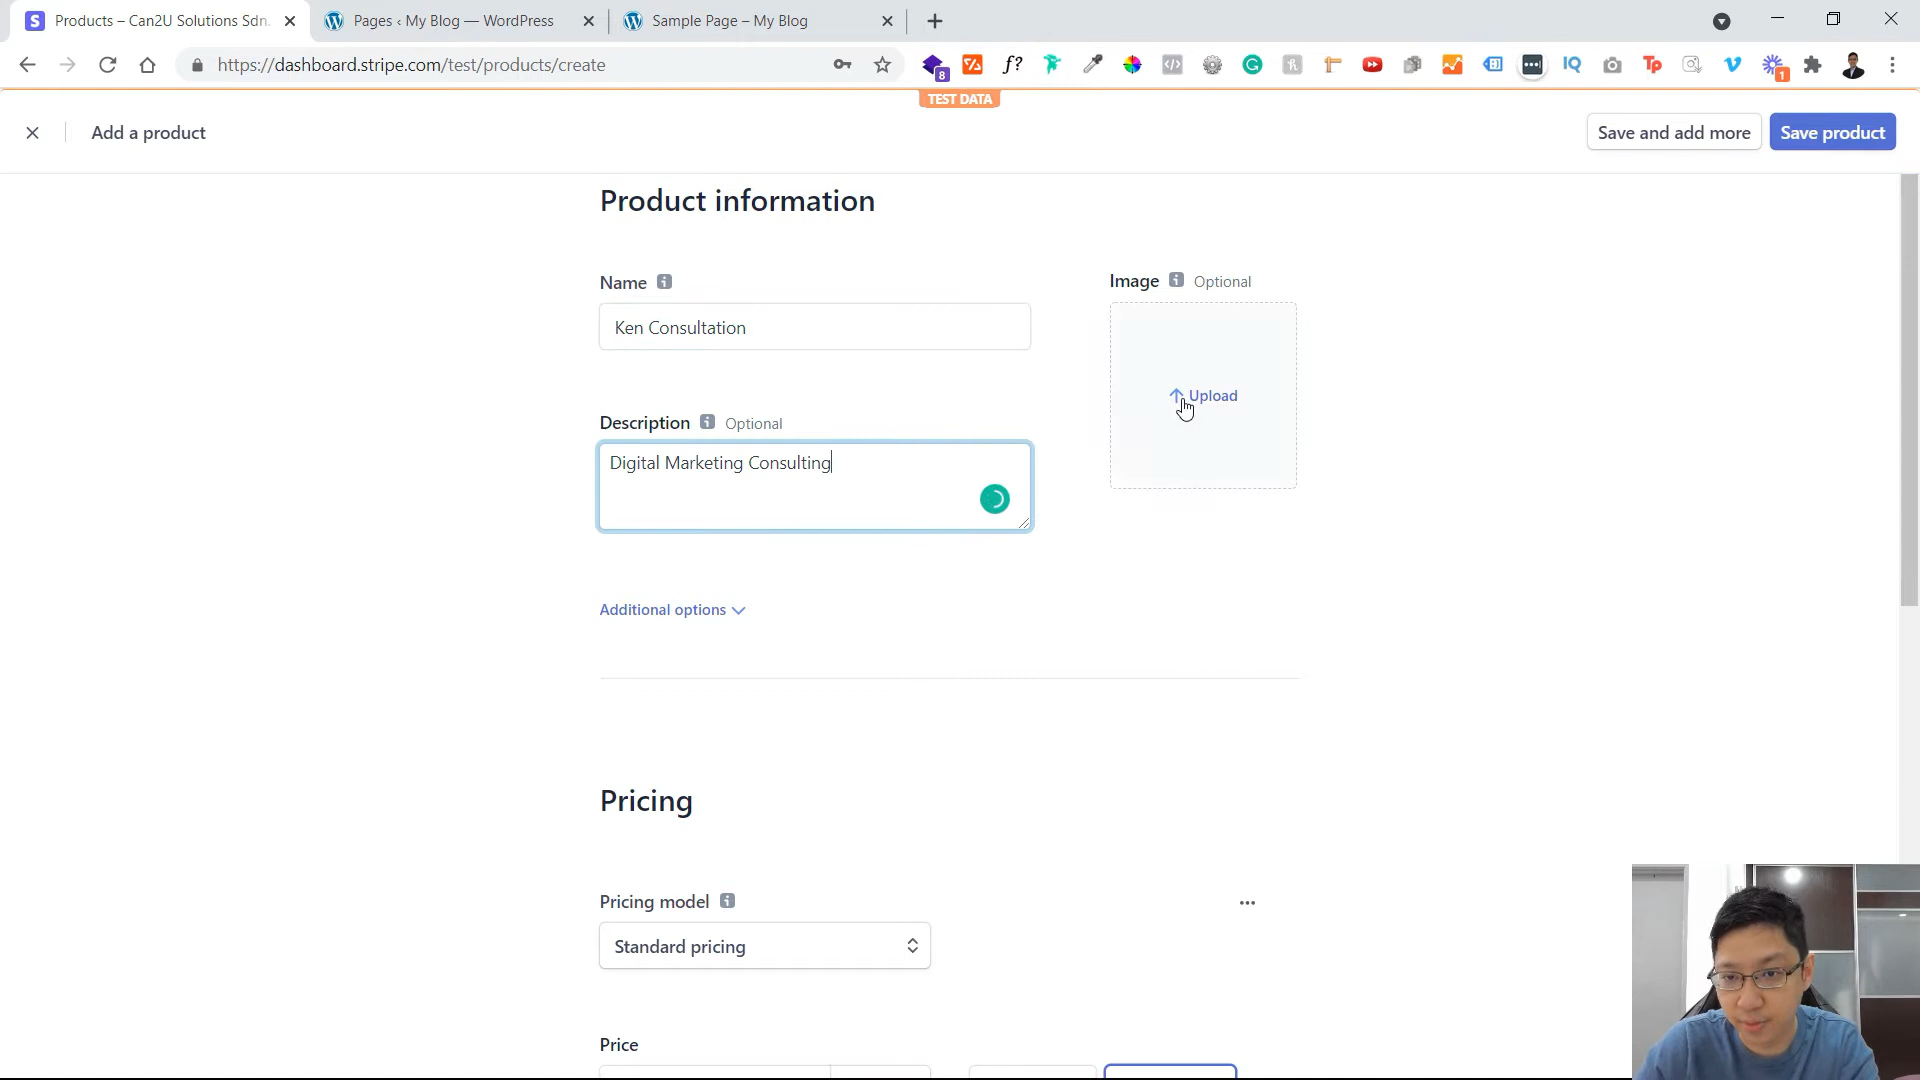 Products – Can2U Solutions Sdn.
Pages ‹ My Blog — WordPress
Sample Page – My Blog
https://dashboard.stripe.com/test/products/create
TEST DATA
Add a product
Save and add more
Save product
Product information
Name
Image Optional
Ken Consultation
Upload
Description Optional
Digital Marketing Consulting
Additional options
Pricing
Pricing model
Standard pricing
Price